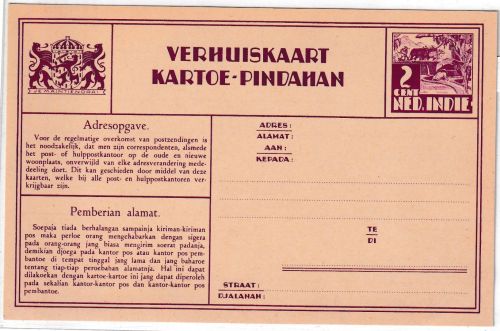 JE MAINTIENDRAI
VERHUISKAART
KARTOE-PINDAHAN
2
CENT
NED. INDIE
Adresopgave.
Voor de regelmatige overkomst van postzendingen is
het noodzakelijk, dat men zijn correspondenten, alsmede
het post- of hulppostkantoor op de oude en nieuwe
woonplaats, onverwijld van elke adresverandering mede-
deeling doet. Dit kan geschieden door middel van deze
kaarten, welke bij alle post- en hulppostkantoren ver-
krijgbaar zijn.
Pemberian alamat.
Soepaja tiada berhalangan sampainja kiriman-kiriman
pos maka perloe orang mengehabarkan dengan sigera
pada orang-orang jang biasa mengirim soerat padanja,
demikian djoega pada kantor pos atau kantor pos pem-
bantoe di tempat tinggal jang lama dan jang baharoe
tentang tiap-tiap peroebahan alamanja. Hal ini dapat
dilakoekan dengan kartoe-kartoe ini jang dapat diperoleh
pada sekalian kantor-kantor pos dan kantor-kantor pos
pembantoe.
ADRES:
ALAMAT:
AAN:
KEPADA:
TE
DI
STRAAT:
DJALANAN: